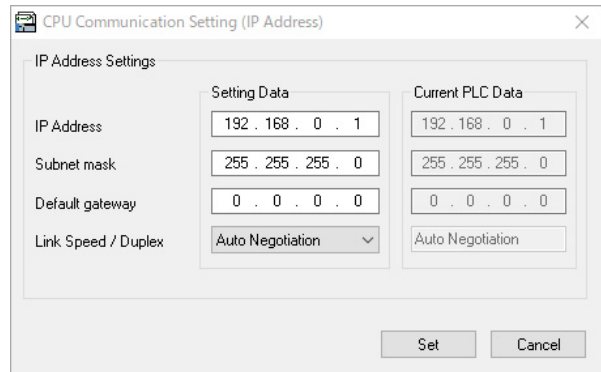 CPU Communication Setting (IP Address)
IP Address Settings
Setting Data Current PLC Data
IP Address 192 . 168 . 0 . 1 192 . 168 . 0 . 1
Subnet mask 255 . 255 . 255 . 0 255 . 255 . 255 . 0
Default gateway 0 . 0 . 0 . 0 0 . 0 . 0 . 0
Link Speed / Duplex Auto Negotiation Auto Negotiation
Set Cancel